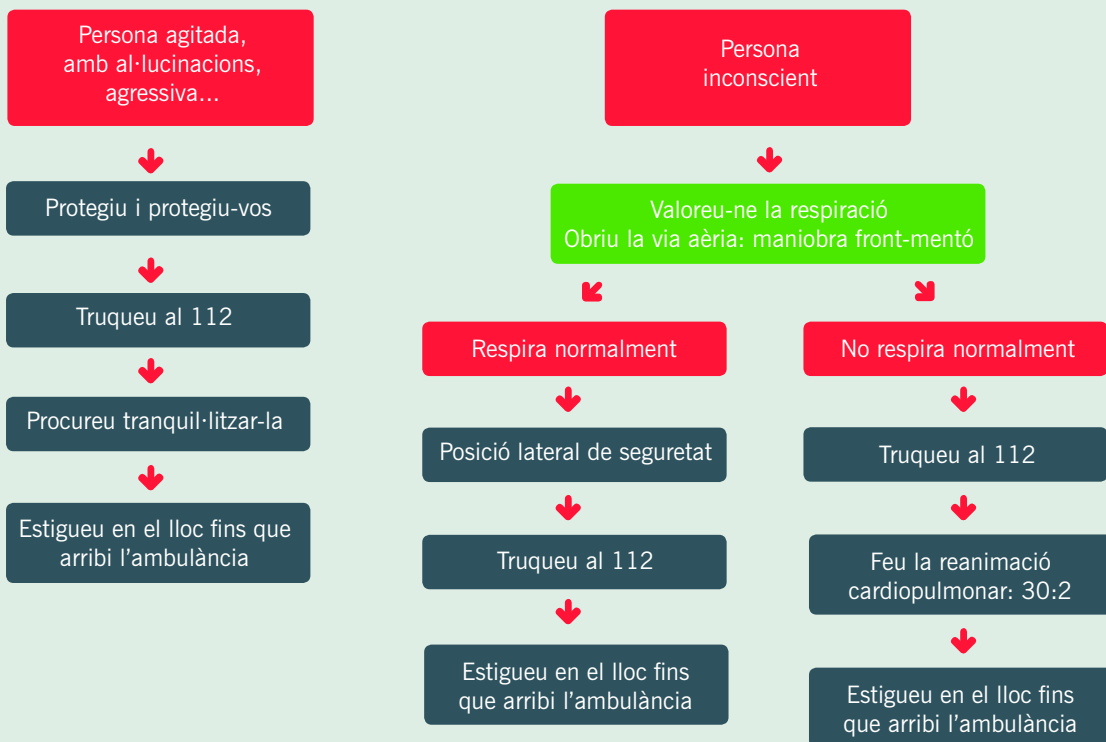 Persona agitada,
amb al·lucinacions,
agressiva...
Protegiu i protegiu-vos
Truqueu al 112
Procureu tranquil·litzar-la
Estigueu en el lloc fins que
arribi l'ambulància
Persona
inconscient
Valoreu-ne la respiració
Obriu la via aèria: maniobra front-mentó
Respira normalment
Posició lateral de seguretat
Truqueu al 112
Estigueu en el lloc fins
que arribi l'ambulància
No respira normalment
Truqueu al 112
Feu la reanimació
cardiopulmonar: 30:2
Estigueu en el lloc fins
que arribi l'ambulància